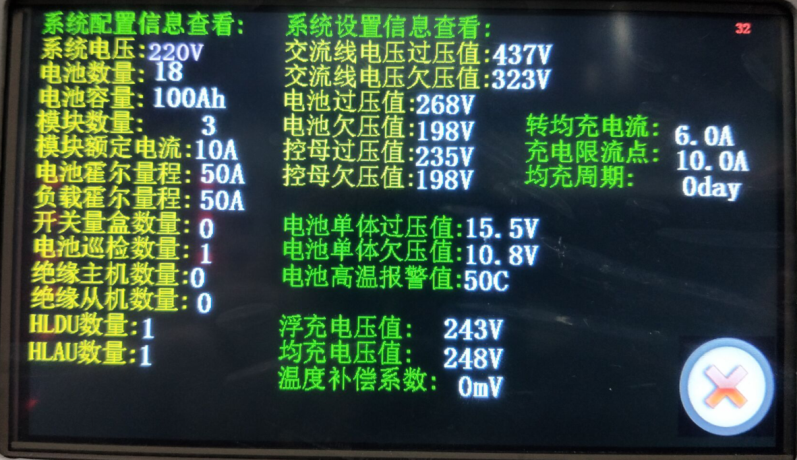 系统配置信息查看:
系统电压:220V
电池数量: 18
电池容量: 100Ah
模块数量: 3
模块额定电流:10A
电池霍尔量程: 50A
负载霍尔量程: 50A
开关量盒数量: 0
电池巡检数量: 1
绝缘主机数量:0
绝缘从机数量: 0
HLDU数量:1
HLAU数量:1
系统设置信息查看:
交流线电压过压值:437V
交流线电压欠压值:323V
电池过压值:268V
电池欠压值:198V
控母过压值:235V
控母欠压值:198V
电池单体过压值:15.5V
电池单体欠压值:10.8V
电池高温报警值:50C
浮充电压值: 243V
均充电压值: 248V
温度补偿系数: 0mV
32
转均充电流: 6.0A
充电限流点: 10.0A
均充周期: 0day